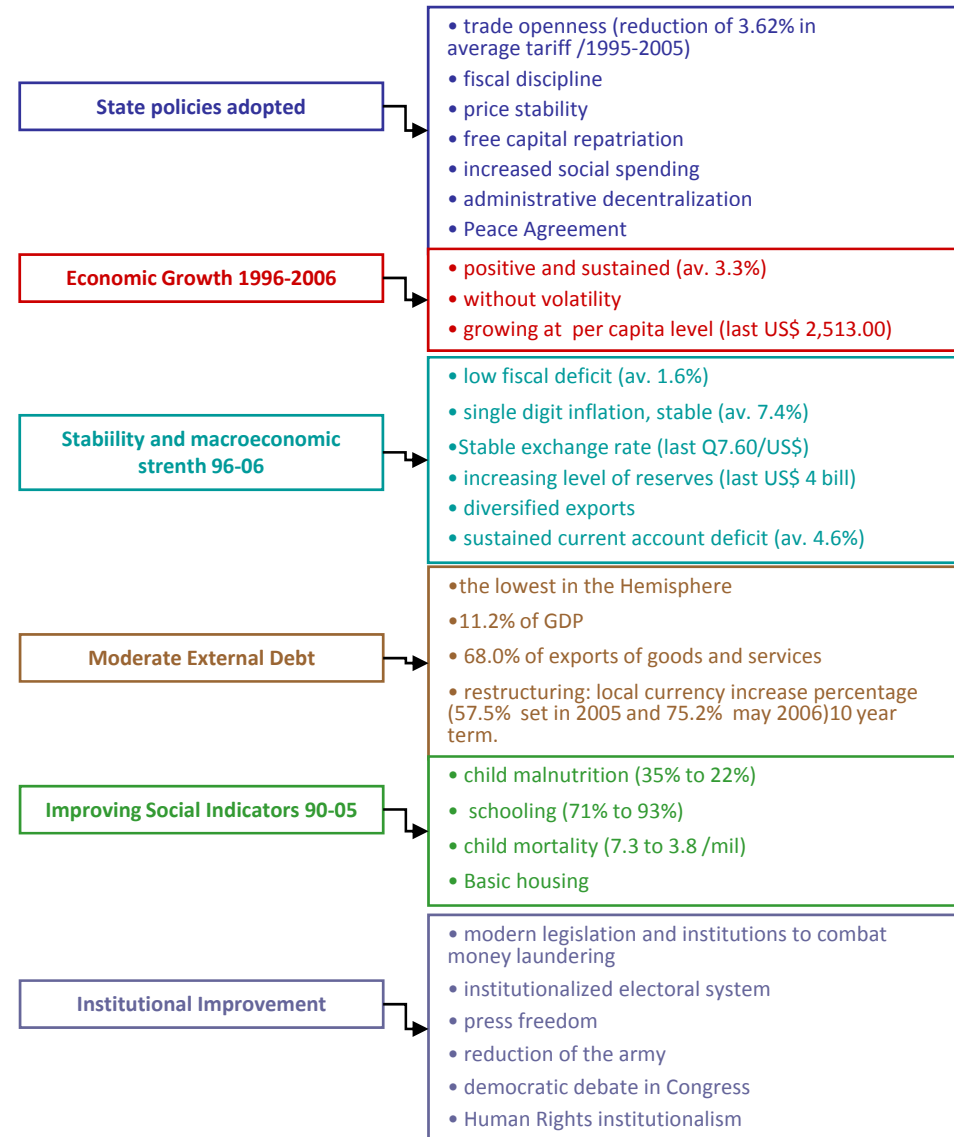 State policies adopted
• trade openness (reduction of 3.62% in
average tariff /1995-2005)
• fiscal discipline
• price stability
• free capital repatriation
• increased social spending
• administrative decentralization
• Peace Agreement
Economic Growth 1996-2006
• positive and sustained (av. 3.3%)
• without volatility
• growing at  per capita level (last US$ 2,513.00)
Stabiility and macroeconomic
strenth 96-06
• low fiscal deficit (av. 1.6%)
• single digit inflation, stable (av. 7.4%)
•Stable exchange rate (last Q7.60/US$)
• increasing level of reserves (last US$ 4 bill)
• diversified exports
• sustained current account deficit (av. 4.6%)
Moderate External Debt
•the lowest in the Hemisphere
•11.2% of GDP
• 68.0% of exports of goods and services
• restructuring: local currency increase percentage
(57.5%  set in 2005 and 75.2%  may 2006)10 year
term.
Improving Social Indicators 90-05
• child malnutrition (35% to 22%)
• schooling (71% to 93%)
• child mortality (7.3 to 3.8 /mil)
• Basic housing
Institutional Improvement
• modern legislation and institutions to combat
money laundering
• institutionalized electoral system
• press freedom
• reduction of the army
• democratic debate in Congress
• Human Rights institutionalism